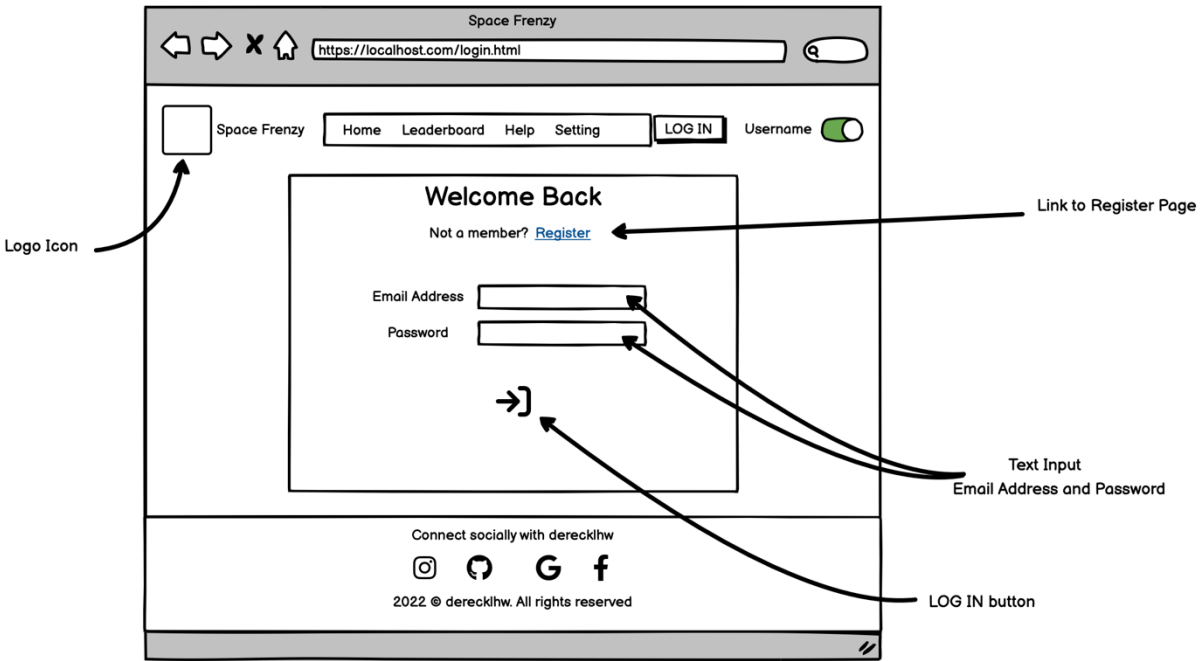 Space Frenzy
https://localhost.com/login.html
Space Frenzy
Home Leaderboard Help Setting
LOG IN
Username
Welcome Back
Link to Register Page
Not a member? Register
Logo Icon
Email Address
Password
Text Input
Email Address and Password
Connect socially with derecklhw
2022 © derecklhw. All rights reserved
LOG IN button